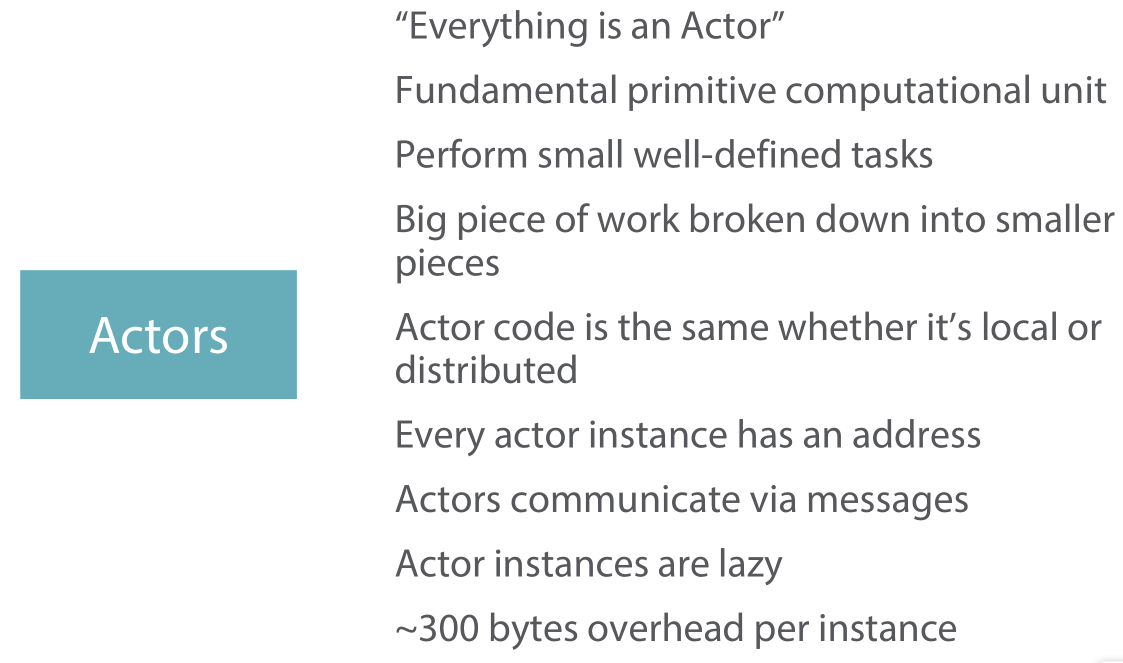 “Everything is an Actor”
Fundamental primitive computational unit
Perform small well-defined tasks
Big piece of work broken down into smaller
pieces
Actors
Actor code is the same whether it’s local or
distributed
Every actor instance has an address
Actors communicate via messages
Actor instances are lazy
~300 bytes overhead per instance